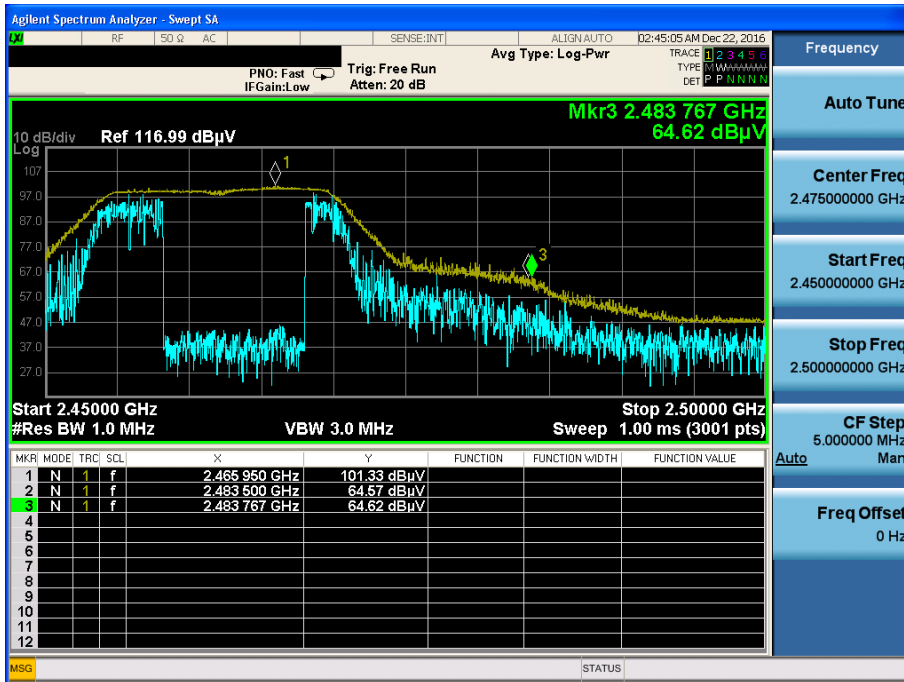 Agilent Spectrum Analyzer - Swept SA
LXI RF 50 Ω AC SENSE:INT ALIGN AUTO 02:45:05 AM Dec 22, 2016
Frequency
Avg Type: Log-Pwr
TRACE 1 2 3 4 5 6
PNO: Fast Trig: Free Run
TYPE M W W W W W
IFGain:Low Atten: 20 dB
DET P P N N N N
Auto Tune
Mkr3 2.483 767 GHz
64.62 dBµV
10 dB/div Ref 116.99 dBµV
Log
107
97.0
87.0
77.0
67.0
57.0
47.0
37.0
27.0
1
3
Start 2.45000 GHz Stop 2.50000 GHz
#Res BW 1.0 MHz VBW 3.0 MHz Sweep 1.00 ms (3001 pts)
Center Freq
2.475000000 GHz
Start Freq
2.450000000 GHz
Stop Freq
2.500000000 GHz
CF Step
5.000000 MHz
Auto Man
Freq Offset
0 Hz
MKR MODE TRC SCL X Y FUNCTION FUNCTION WIDTH FUNCTION VALUE
1 N 1 f 2.465 950 GHz 101.33 dBµV
2 N 1 f 2.483 500 GHz 64.57 dBµV
3 N 1 f 2.483 767 GHz 64.62 dBµV
4
5
6
7
8
9
10
11
12
MSG STATUS